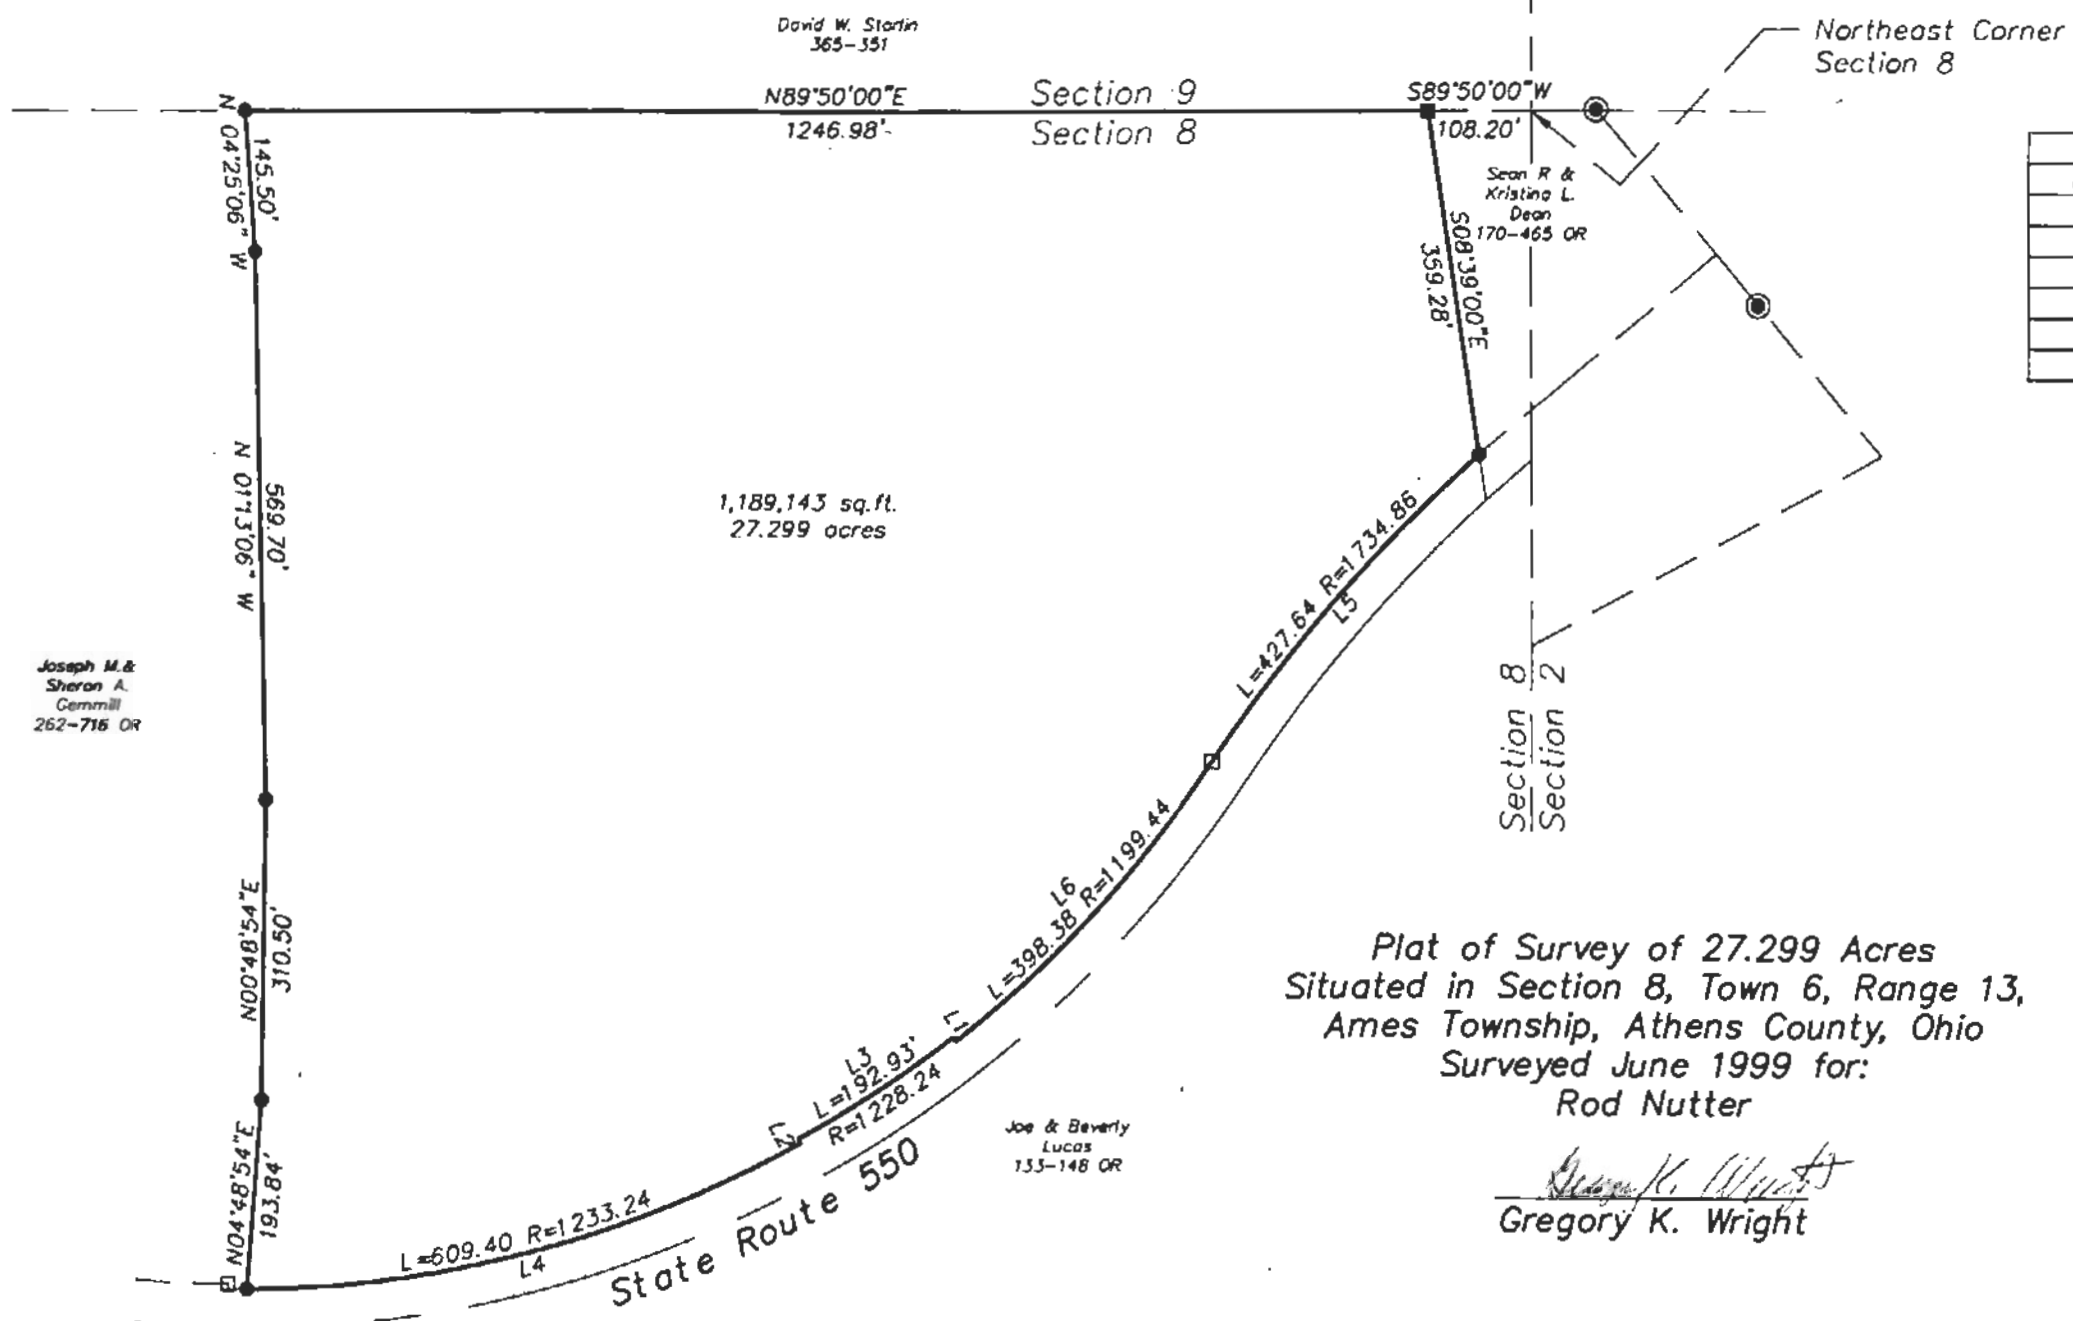 David W. Starlin
365-351
Northeast Corner
Section 8
N89°50'00"E
Section 9
S89°50'00"W
1246.98'
Section 8
108.20'
N 04°25'06" W
145.50'
Sean R &
Kristina L.
Dean
170-465 OR
S08°39'00"E
359.28'
1,189,143 sq.ft.
27.299 acres
N 01°13'06" W
569.70'
L=427.64 R=1734.86
L5
Joseph M.&
Sharon A.
Gemmill
262-716 OR
Section 8
Section 2
L6
L=398.38 R=1199.44
N00°48'54"E
310.50'
L1
L3
L=192.93'
R=1228.24
L2
Plat of Survey of 27.299 Acres
Situated in Section 8, Town 6, Range 13,
Ames Township, Athens County, Ohio
Surveyed June 1999 for:
Rod Nutter
Joe & Beverly
Lucas
133-148 OR
N04°48'54"E
193.84'
L=609.40 R=1233.24
L4
State Route 550
Gregory K. Wright
Gregory K. Wright